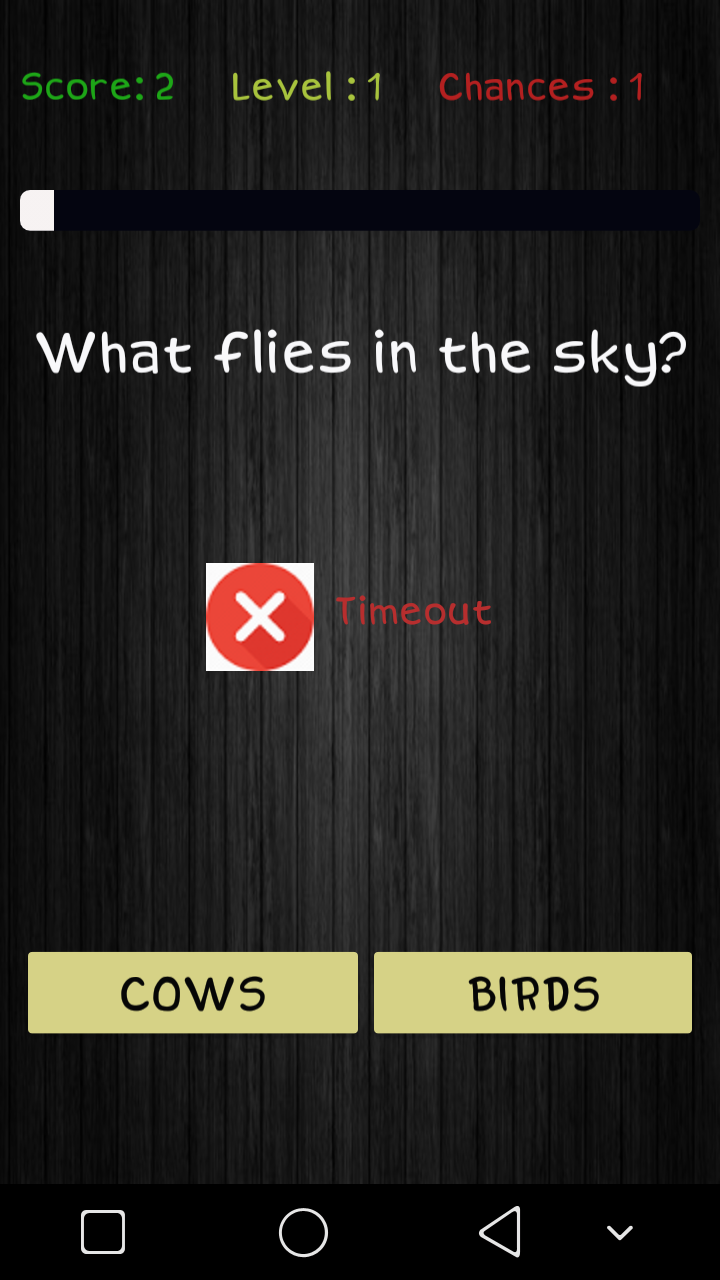 Score: 2 Level : 1 Chances : 1
What flies in the sky?
Timeout
COWS BIRDS